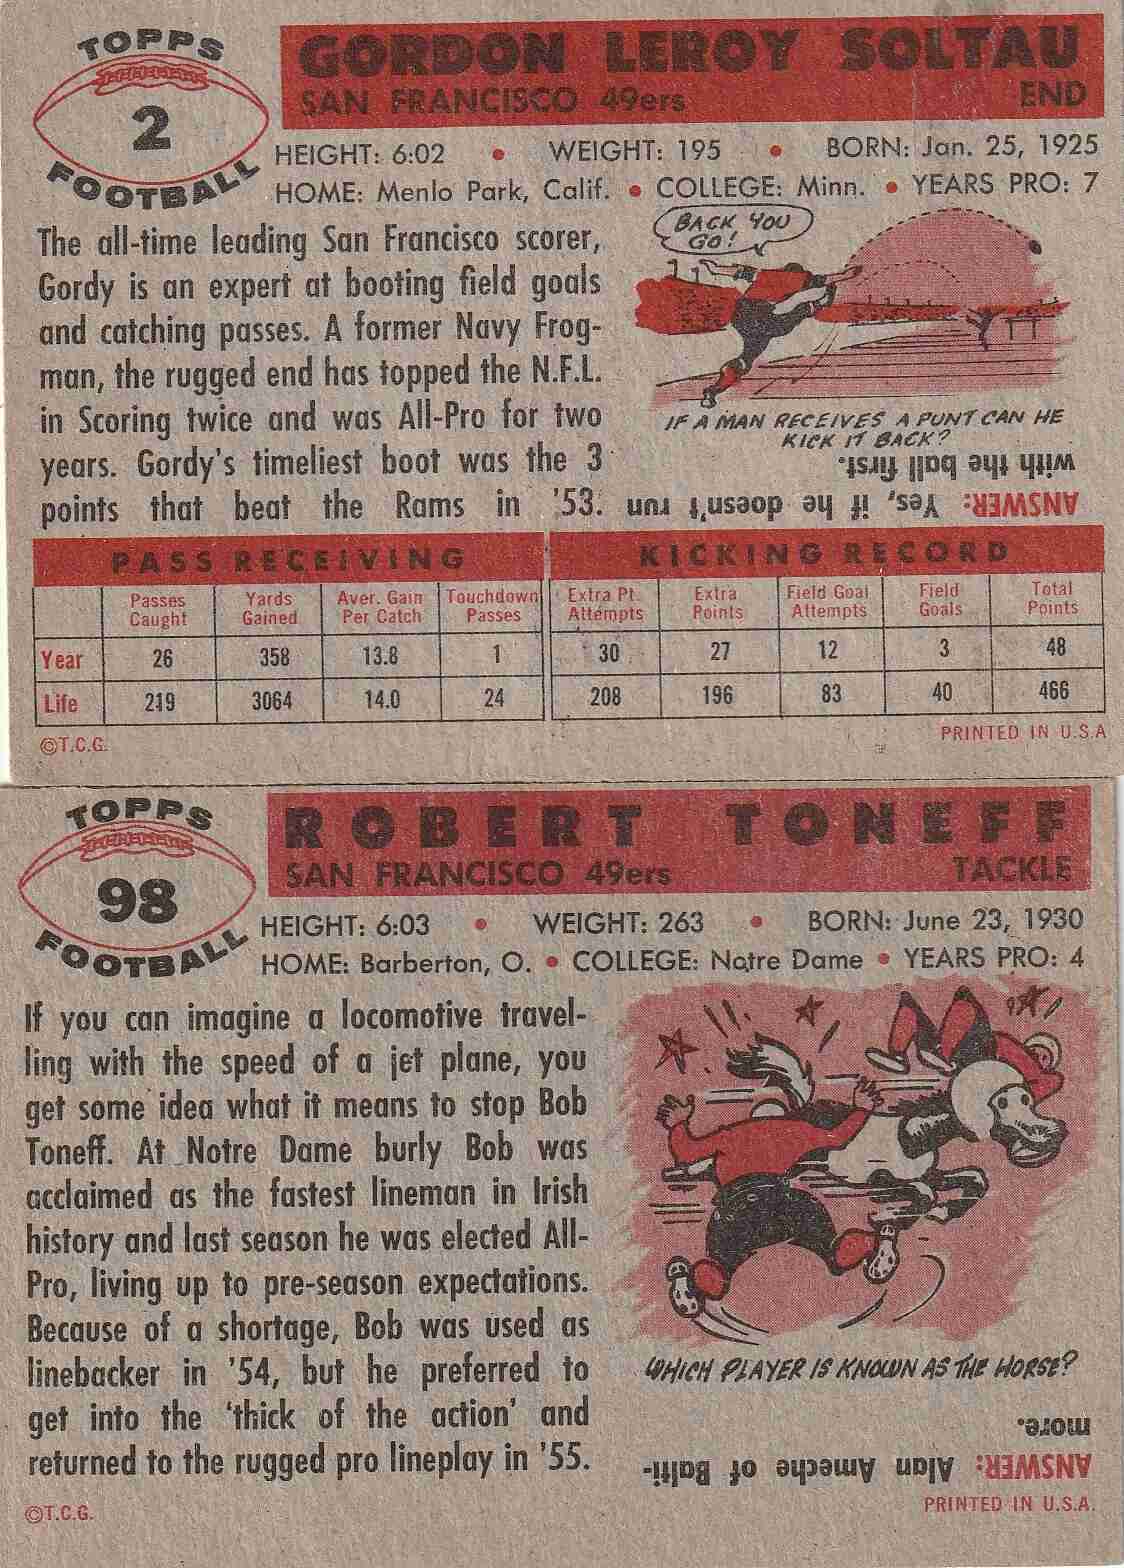 TOPPS
2
FOOTBALL
GORDON LEROY SOLTAU
SAN FRANCISCO 49ers END
HEIGHT: 6:02 • WEIGHT: 195 • BORN: Jan. 25, 1925
HOME: Menlo Park, Calif. • COLLEGE: Minn. • YEARS PRO: 7
The all-time leading San Francisco scorer,
Gordy is an expert at booting field goals
and catching passes. A former Navy Frog-
man, the rugged end has topped the N.F.L.
in Scoring twice and was All-Pro for two
years. Gordy's timeliest boot was the 3
points that beat the Rams in '53.
BACK YOU
GO!
IF A MAN RECEIVES A PUNT CAN HE
KICK IT BACK?
ANSWER: Yes, if he doesn't run
with the ball first.
PASS RECEIVING KICKING RECORD
Passes Caught Yards Gained Aver. Gain Per Catch Touchdown Passes Extra Pt. Attempts Extra Points Field Goal Attempts Field Goals Total Points
Year 26 358 13.8 1 30 27 12 3 48
Life 219 3064 14.0 24 208 196 83 40 466
©T.C.G. PRINTED IN U.S.A
TOPPS
98
FOOTBALL
ROBERT TONEFF
SAN FRANCISCO 49ers TACKLE
HEIGHT: 6:03 • WEIGHT: 263 • BORN: June 23, 1930
HOME: Barberton, O. • COLLEGE: Notre Dame • YEARS PRO: 4
If you can imagine a locomotive travel-
ling with the speed of a jet plane, you
get some idea what it means to stop Bob
Toneff. At Notre Dame burly Bob was
acclaimed as the fastest lineman in Irish
history and last season he was elected All-
Pro, living up to pre-season expectations.
Because of a shortage, Bob was used as
linebacker in '54, but he preferred to
get into the 'thick of the action' and
returned to the rugged pro lineplay in '55.
WHICH PLAYER IS KNOWN AS THE HORSE?
ANSWER: Alan Ameche of Balti-
more.
©T.C.G. PRINTED IN U.S.A.